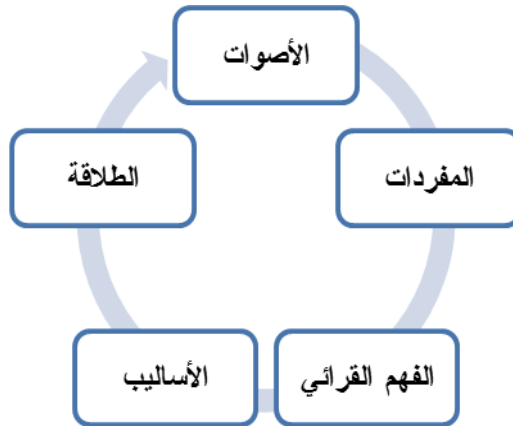 الأصوات
المفردات
الفهم القرائي
الأساليب
الطلاقة